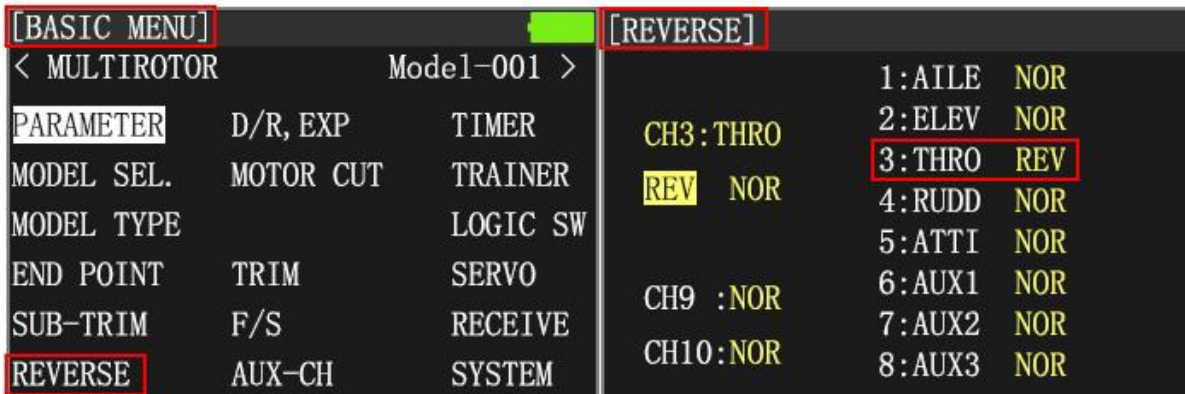 [BASIC MENU]
< MULTIROTOR Model-001 >
PARAMETER D/R, EXP TIMER
MODEL SEL. MOTOR CUT TRAINER
MODEL TYPE LOGIC SW
END POINT TRIM SERVO
SUB-TRIM F/S RECEIVE
REVERSE AUX-CH SYSTEM
[REVERSE]
CH3:THRO
REV NOR
CH9 :NOR
CH10:NOR
1:AILE NOR
2:ELEV NOR
3:THRO REV
4:RUDD NOR
5:ATTI NOR
6:AUX1 NOR
7:AUX2 NOR
8:AUX3 NOR